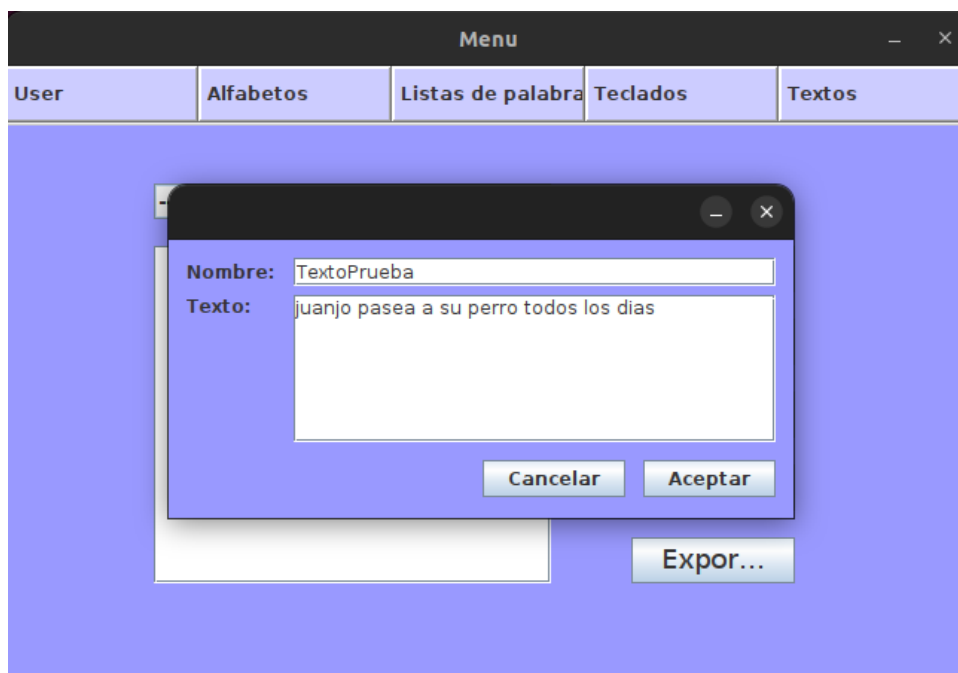 Menu
User Alfabetos Listas de palabra Teclados Textos
Nombre: TextoPrueba
Texto: juanjo pasea a su perro todos los dias
Cancelar Aceptar
Expor...